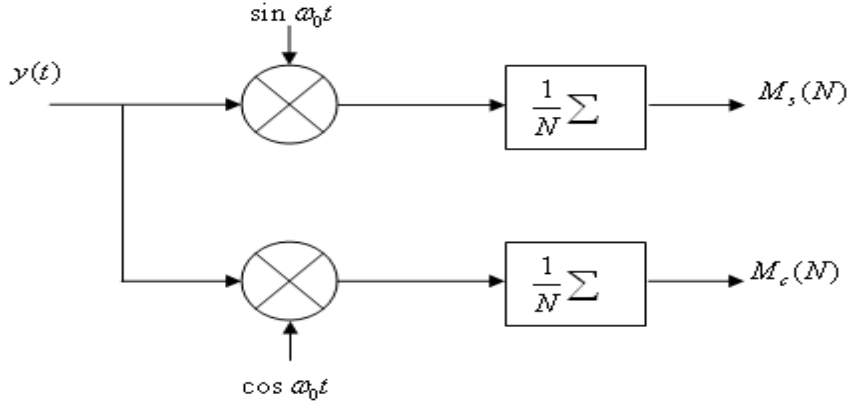 sin ω₀t
y(t)
1/N Σ
M_s(N)
1/N Σ
M_c(N)
cos ω₀t